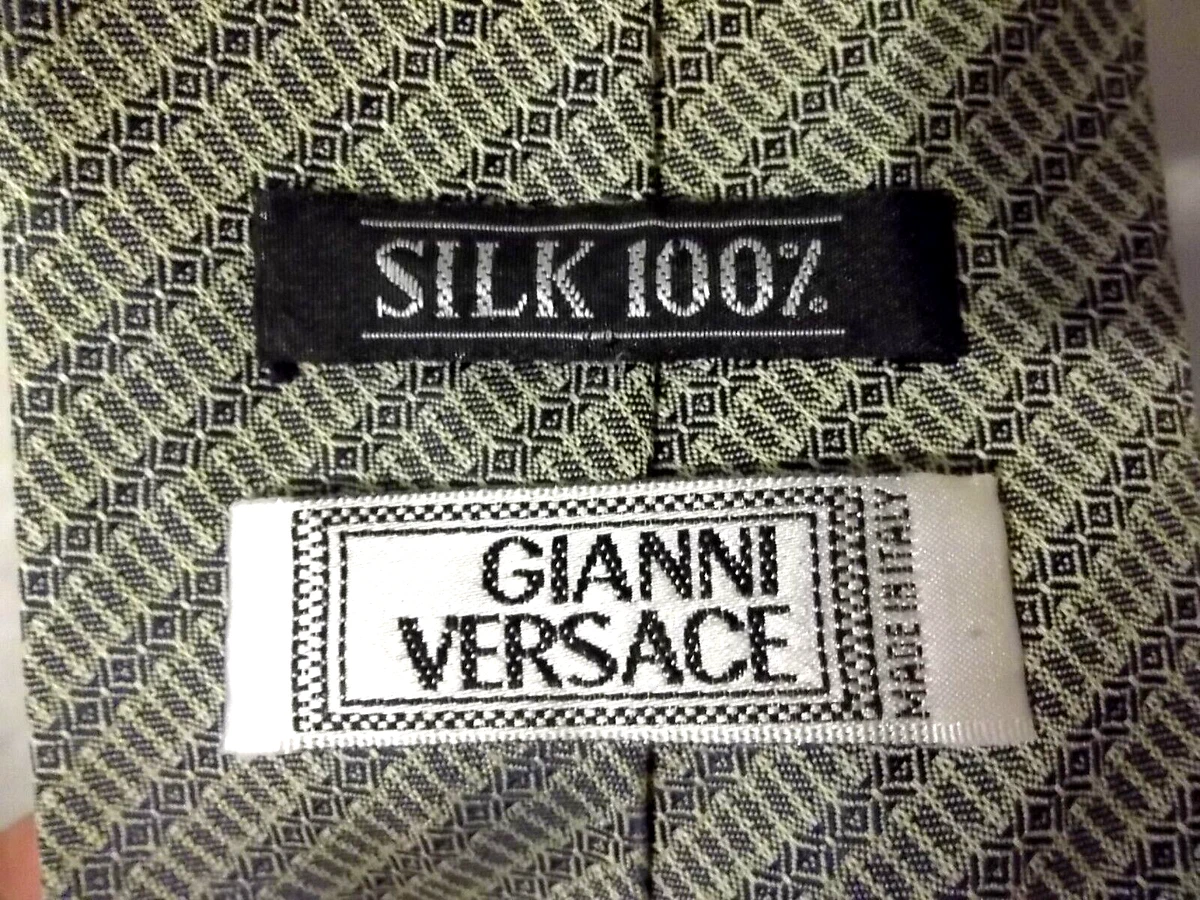 SILK 100%
GIANNI
VERSACE
MADE IN ITALY